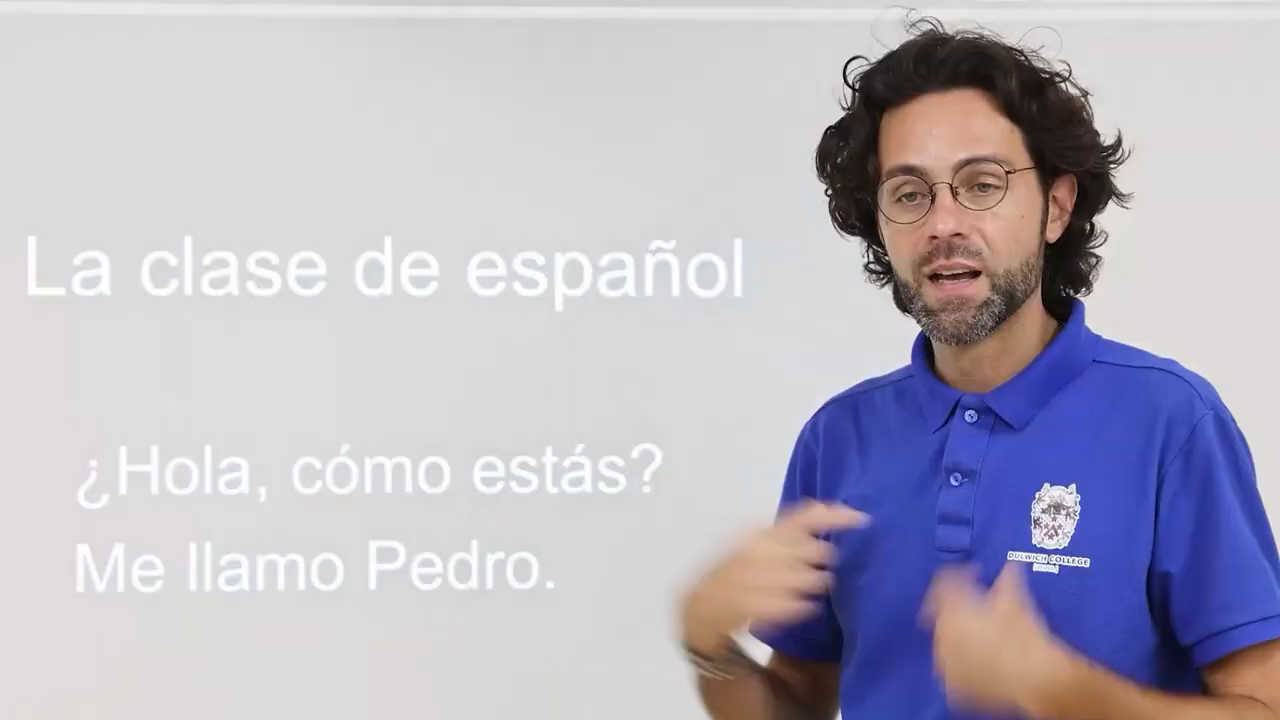 La clase de español
¿Hola, cómo estás?
Me llamo Pedro.
DULWICH COLLEGE